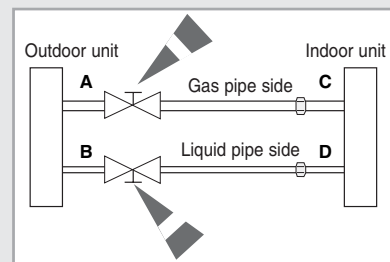 Outdoor unit
Indoor unit
A
Gas pipe side
C
B
Liquid pipe side
D